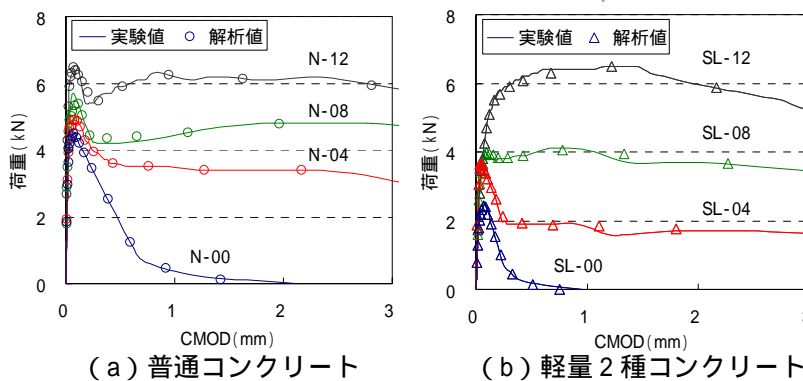 8
6
4
2
0
荷重(kN)
実験値 解析値
N-12
N-08
N-04
N-00
0 1 2 3
CMOD(mm)
(a)普通コンクリート
8
6
4
2
0
荷重(kN)
実験値 解析値
SL-12
SL-08
SL-04
SL-00
0 1 2 3
CMOD(mm)
(b)軽量2種コンクリート